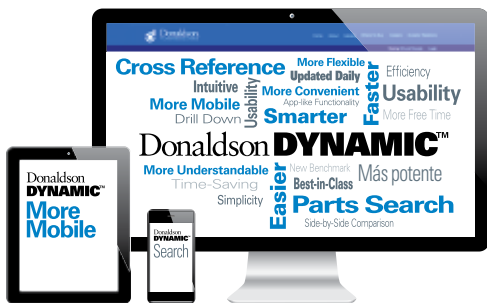 Donaldson
Cross Reference
More Flexible
Updated Daily
Faster
Efficiency
Intuitive
Usability
More Convenient
Usability
More Mobile
App-like Functionality
More Free Time
Drill Down
Smarter
Donaldson DYNAMIC™
More Understandable
Easier
New Benchmark
Más potente
Time-Saving
Best-in-Class
Simplicity
Parts Search
Side-by-Side Comparison
Donaldson
DYNAMIC™
More
Mobile
Donaldson
DYNAMIC™
Search